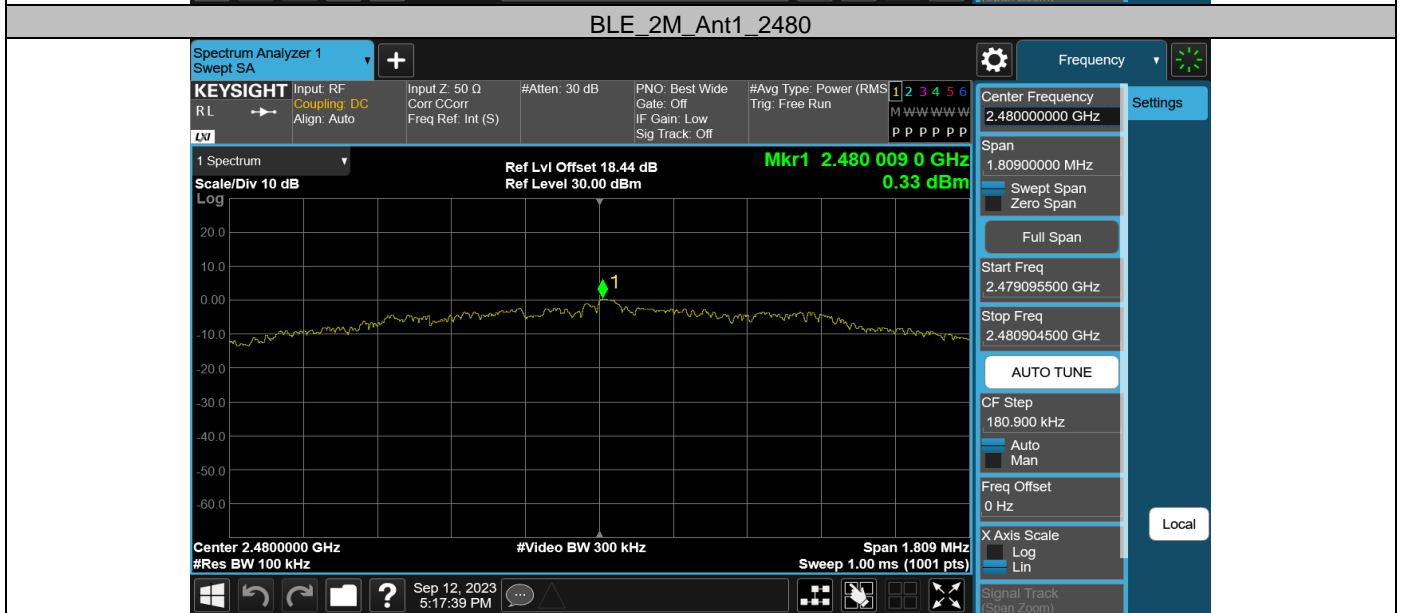 (Span Zoom)
BLE_2M_Ant1_2480
Spectrum Analyzer 1
Swept SA
+
Frequency
KEYSIGHT
R L
LXI
Input: RF
Coupling: DC
Align: Auto
Input Z: 50 Ω
Corr CCorr
Freq Ref: Int (S)
#Atten: 30 dB
PNO: Best Wide
Gate: Off
IF Gain: Low
Sig Track: Off
#Avg Type: Power (RMS
Trig: Free Run
1 2 3 4 5 6
M W W W W W
P P P P P P
Center Frequency
2.480000000 GHz
Settings
1 Spectrum
Scale/Div 10 dB
Ref Lvl Offset 18.44 dB
Ref Level 30.00 dBm
Mkr1 2.480 009 0 GHz
0.33 dBm
Log
20.0
10.0
0.00
-10.0
-20.0
-30.0
-40.0
-50.0
-60.0
1
Center 2.4800000 GHz
#Res BW 100 kHz
#Video BW 300 kHz
Span 1.809 MHz
Sweep 1.00 ms (1001 pts)
Span
1.80900000 MHz
Swept Span
Zero Span
Full Span
Start Freq
2.479095500 GHz
Stop Freq
2.480904500 GHz
AUTO TUNE
CF Step
180.900 kHz
Auto
Man
Freq Offset
0 Hz
X Axis Scale
Log
Lin
Signal Track
(Span Zoom)
Local
?
Sep 12, 2023
5:17:39 PM